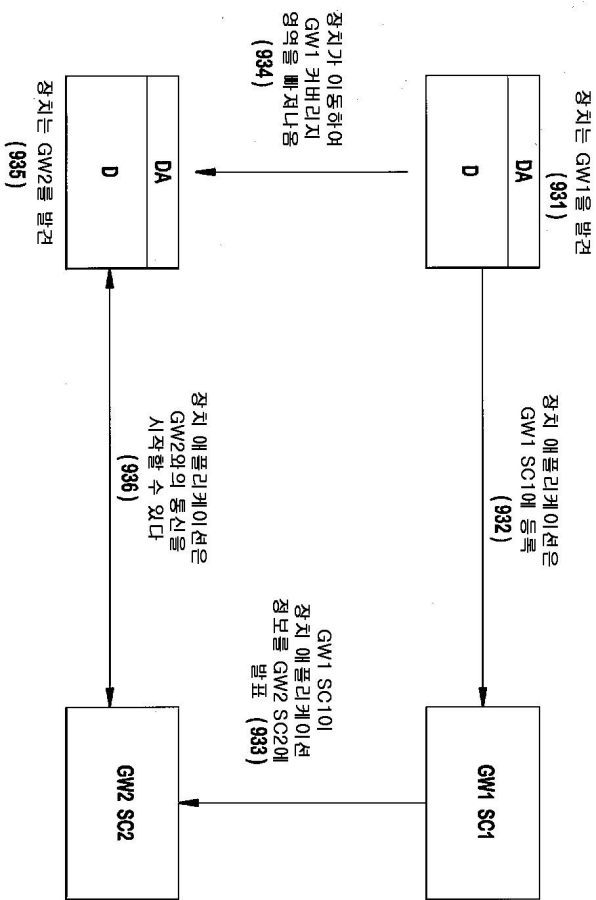 장치는 GW1을 발견
(931)
DA
D
장치 애플리케이션은
GW1 SC1에 등록
(932)
GW1 SC1
장치가 이동하여
GW1 커버리지
영역을 빠져나옴
(934)
GW1 SC1이
장치 애플리케이션
정보를 GW2 SC2에
발표 (933)
DA
D
장치는 GW2를 발견
(935)
장치 애플리케이션은
GW2와의 통신을
시작할 수 있다
(936)
GW2 SC2